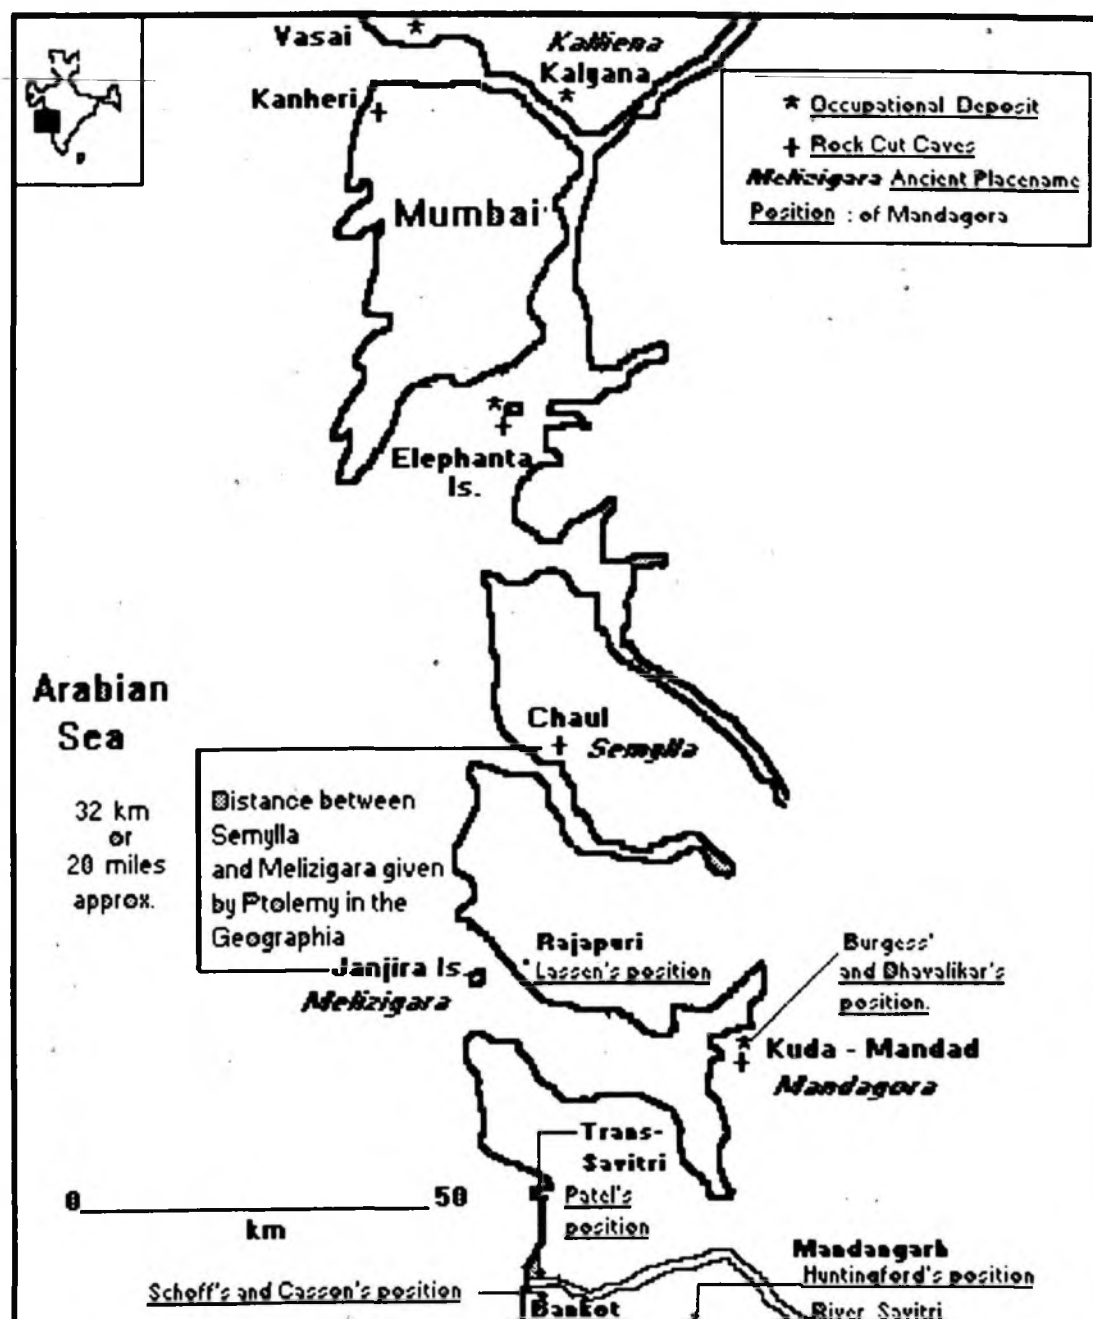 Vasai
Kalliena
Kalyana
Kanheri
* Occupational Deposit
+ Rock Cut Caves
Melizigara Ancient Placename
Position : of Mandagora
Mumbai
Elephanta
Is.
Arabian
Sea
Chaul
Semylla
32 km
or
20 miles
approx.
Distance between
Semylla
and Melizigara given
by Ptolemy in the
Geographia
Rajapuri
Lassen's position
Burgess'
and Dhavalikar's
position.
Janjira Is.
Melizigara
Kuda - Mandad
Mandagora
Trans-
Savitri
Patel's
position
0 50
km
Mandangarh
Huntingford's position
Schoff's and Casson's position
Bankot
River Savitri